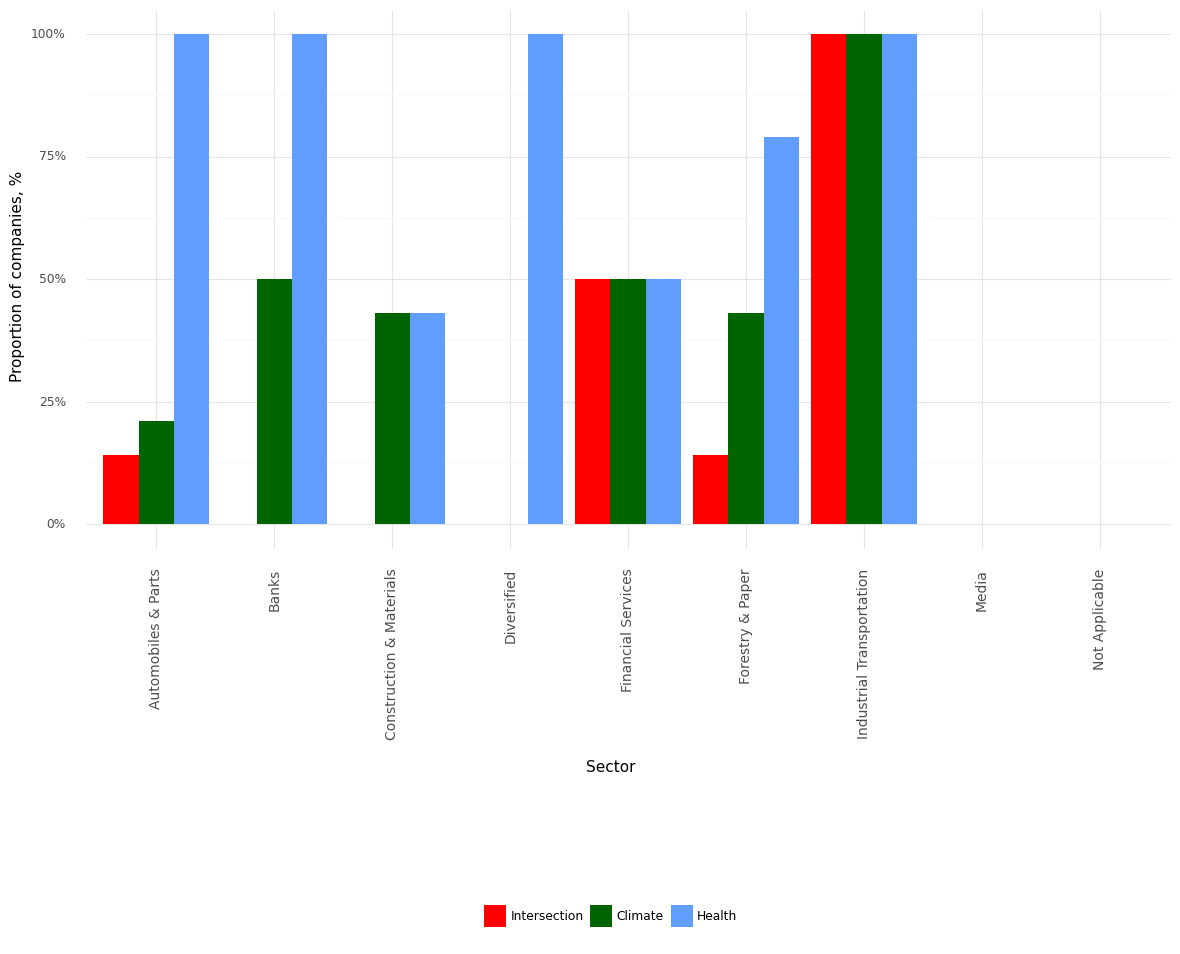 Proportion of companies, %
100%
75%
50%
25%
0%
Automobiles & Parts
Banks
Construction & Materials
Diversified
Financial Services
Forestry & Paper
Industrial Transportation
Media
Not Applicable
Sector
Intersection Climate Health